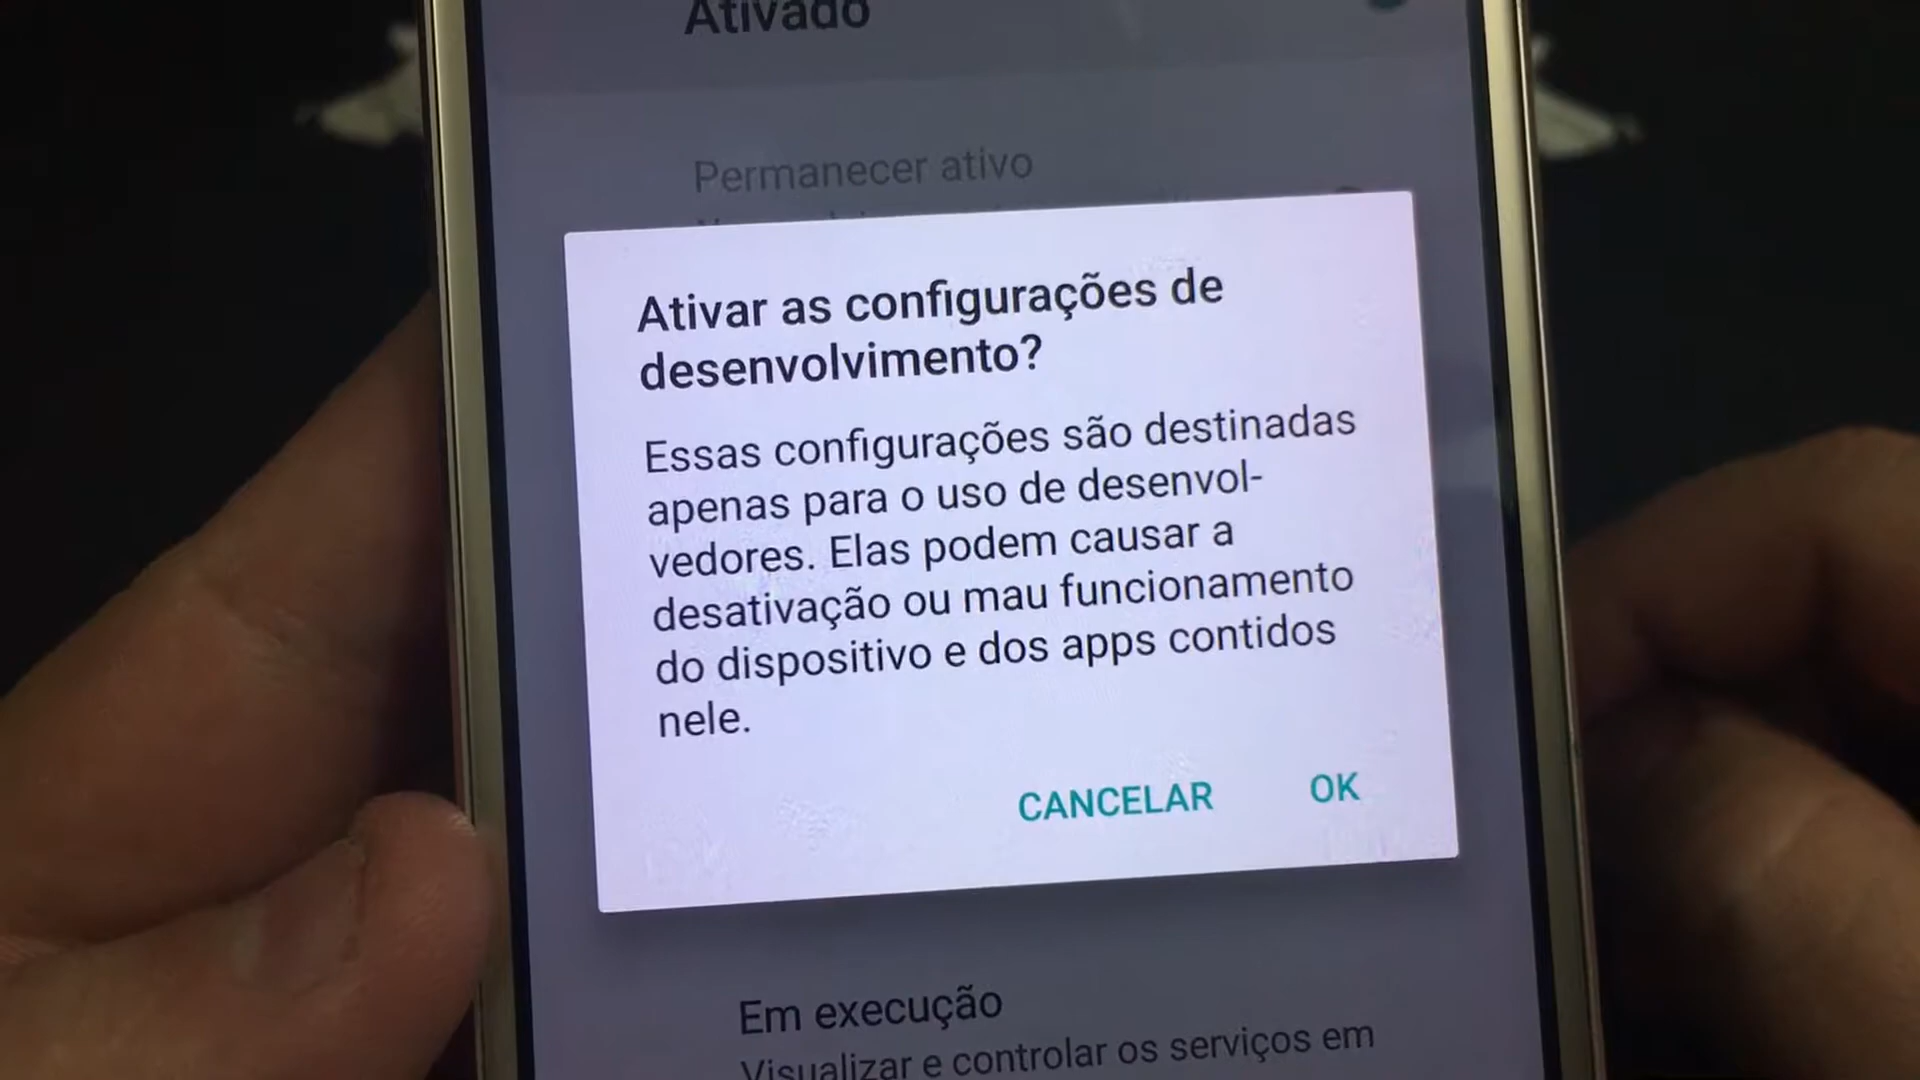 Ativado
Permanecer ativo
Ativar as configurações de
desenvolvimento?
Essas configurações são destinadas
apenas para o uso de desenvol-
vedores. Elas podem causar a
desativação ou mau funcionamento
do dispositivo e dos apps contidos
nele.
CANCELAR OK
Em execução
Visualizar e controlar os serviços em